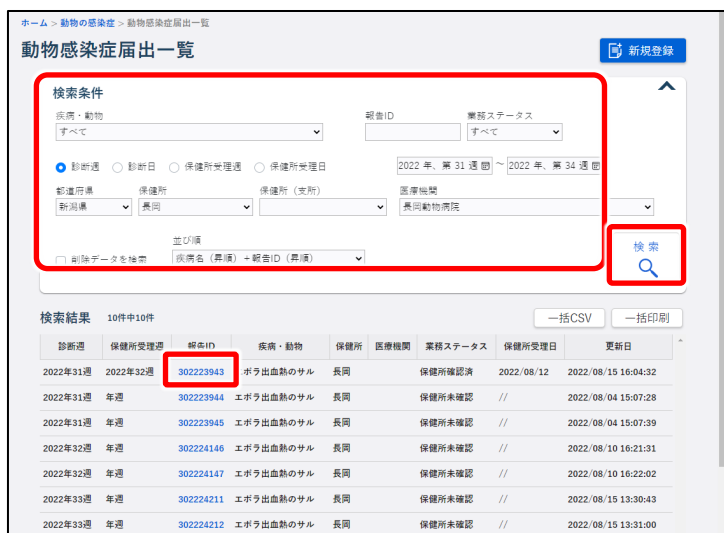 ホーム > 動物の感染症 > 動物感染症届出一覧
動物感染症届出一覧
新規登録
検索条件
疾病・動物 報告ID 業務ステータス
すべて すべて
診断週 診断日 保健所受理週 保健所受理日 2022 年、第 31 週 ~ 2022 年、第 34 週
都道府県 保健所 保健所（支所） 医療機関
新潟県 長岡 長岡動物病院
並び順
削除データを検索 疾病名（昇順）+報告ID（昇順）
検索
検索結果 10件中10件 一括CSV 一括印刷
診断週 保健所受理週 報告ID 疾病・動物 保健所 医療機関 業務ステータス 保健所受理日 更新日
2022年31週 2022年32週 302223943 エボラ出血熱のサル 長岡 保健所確認済 2022/08/12 2022/08/15 16:04:32
2022年31週 年週 302223944 エボラ出血熱のサル 長岡 保健所未確認 // 2022/08/04 15:07:28
2022年31週 年週 302223945 エボラ出血熱のサル 長岡 保健所未確認 // 2022/08/04 15:07:39
2022年32週 年週 302224146 エボラ出血熱のサル 長岡 保健所未確認 // 2022/08/10 16:21:31
2022年32週 年週 302224147 エボラ出血熱のサル 長岡 保健所未確認 // 2022/08/10 16:22:02
2022年33週 年週 302224211 エボラ出血熱のサル 長岡 保健所未確認 // 2022/08/15 13:30:43
2022年33週 年週 302224212 エボラ出血熱のサル 長岡 保健所未確認 // 2022/08/15 13:31:00